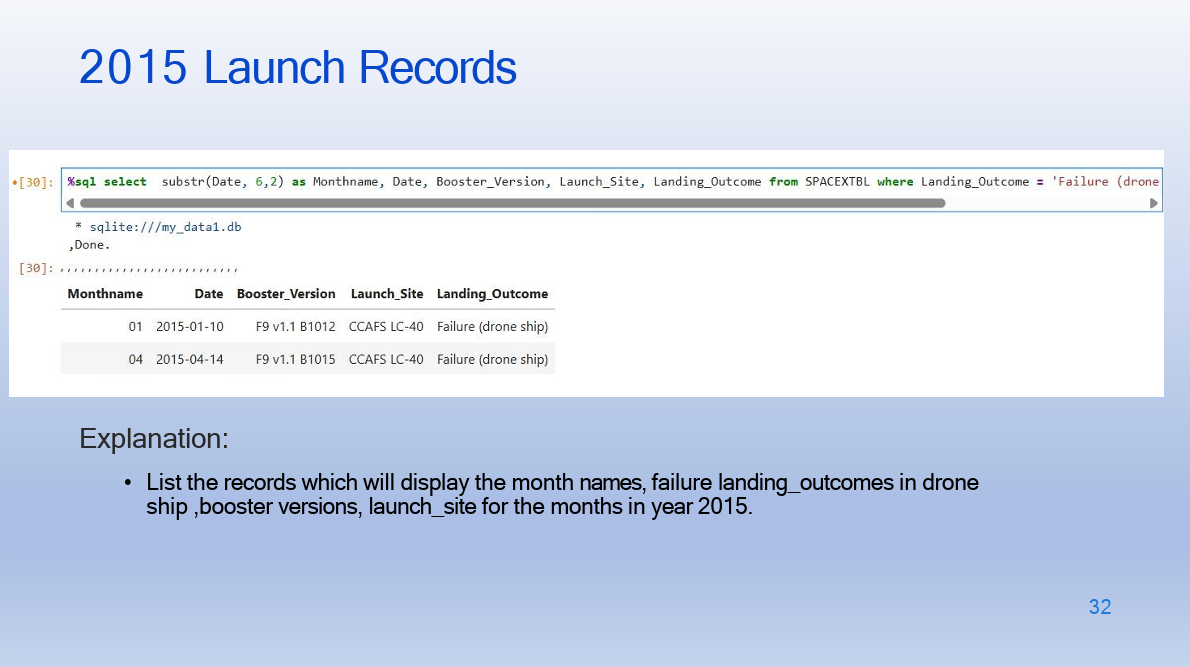 2015 Launch Records
•[30]: %sql select substr(Date, 6,2) as Monthname, Date, Booster_Version, Launch_Site, Landing_Outcome from SPACEXTBL where Landing_Outcome = 'Failure (drone
* sqlite:///my_data1.db
,Done.
[30]: ,,,,,,,,,,,,,,,,,,,,,,,,,,
Monthname Date Booster_Version Launch_Site Landing_Outcome
01 2015-01-10 F9 v1.1 B1012 CCAFS LC-40 Failure (drone ship)
04 2015-04-14 F9 v1.1 B1015 CCAFS LC-40 Failure (drone ship)
Explanation:
• List the records which will display the month names, failure landing_outcomes in drone
ship ,booster versions, launch_site for the months in year 2015.
32